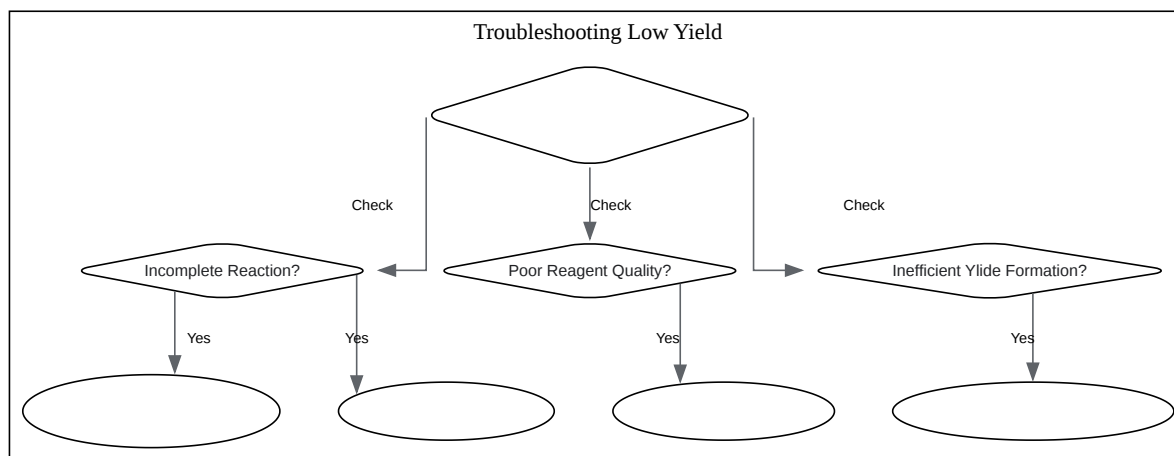 Troubleshooting Low Yield
Check
Check
Check
Incomplete Reaction?
Poor Reagent Quality?
Inefficient Ylide Formation?
Yes
Yes
Yes
Yes